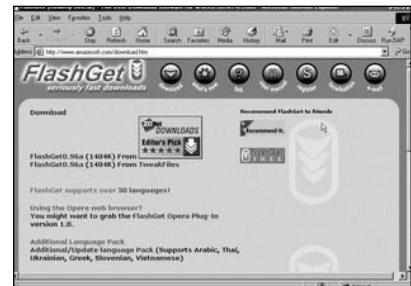 File Edit View Favorites Tools Help
Back Stop Refresh Home Search Favorites Media History Mail Print Edit Discuss
Address http://www.amazesoft.com/download.htm
FlashGet
seriously fast downloads
Download
Recommend FlashGet to Friends
ZDNet DOWNLOADS
Editor's Pick
★★★★★
Recommend-It.
FREE
FlashGet0.96a (1404K) From
FlashGet0.96a (1404K) From TweakFiles
FlashGet supports over 30 languages!
Using the Opera web browser?
You might want to grab the FlashGet Opera Plug-In
version 1.0.
Additional Language Pack
Additional/Update language Pack (Supports Arabic, Thai,
Ukrainian, Greek, Slovenian, Vietnamese)